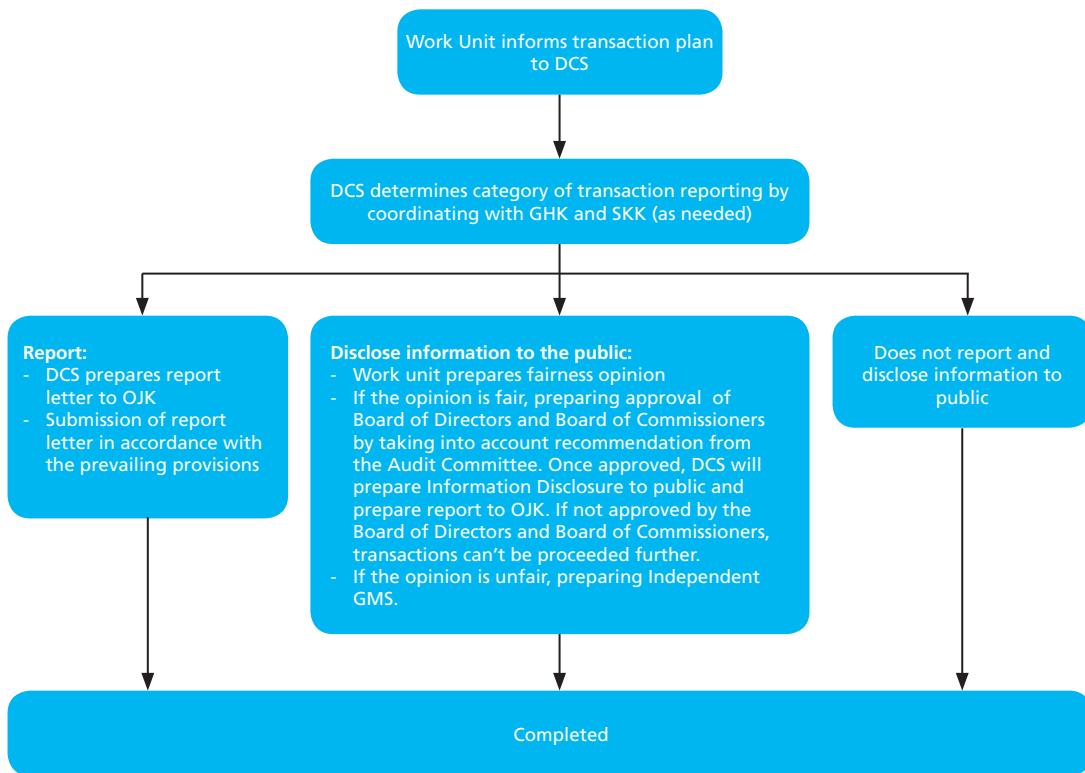 Work Unit informs transaction plan
to DCS
DCS determines category of transaction reporting by
coordinating with GHK and SKK (as needed)
Report:
- DCS prepares report
letter to OJK
- Submission of report
letter in accordance with
the prevailing provisions
Disclose information to the public:
- Work unit prepares fairness opinion
- If the opinion is fair, preparing approval of
Board of Directors and Board of Commissioners
by taking into account recommendation from
the Audit Committee. Once approved, DCS will
prepare Information Disclosure to public and
prepare report to OJK. If not approved by the
Board of Directors and Board of Commissioners,
transactions can’t be proceeded further.
- If the opinion is unfair, preparing Independent
GMS.
Does not report and
disclose information to
public
Completed